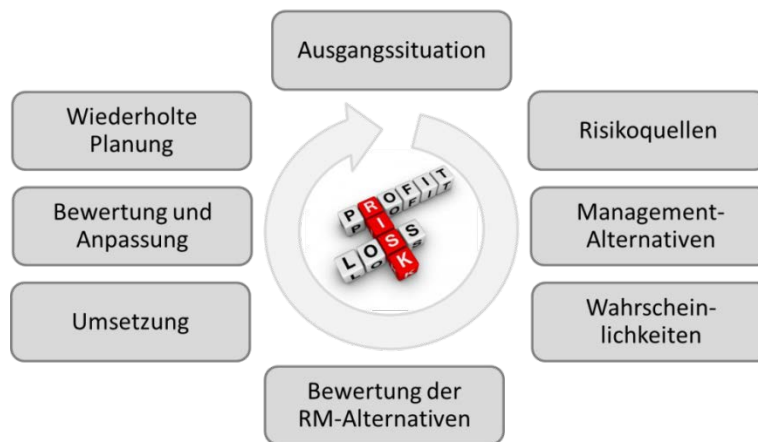 Ausgangssituation
Risikoquellen
Management-
Alternativen
Wahrschein-
lichkeiten
Bewertung der
RM-Alternativen
Umsetzung
Bewertung und
Anpassung
Wiederholte
Planung
PROFIT
RISK
LOSS